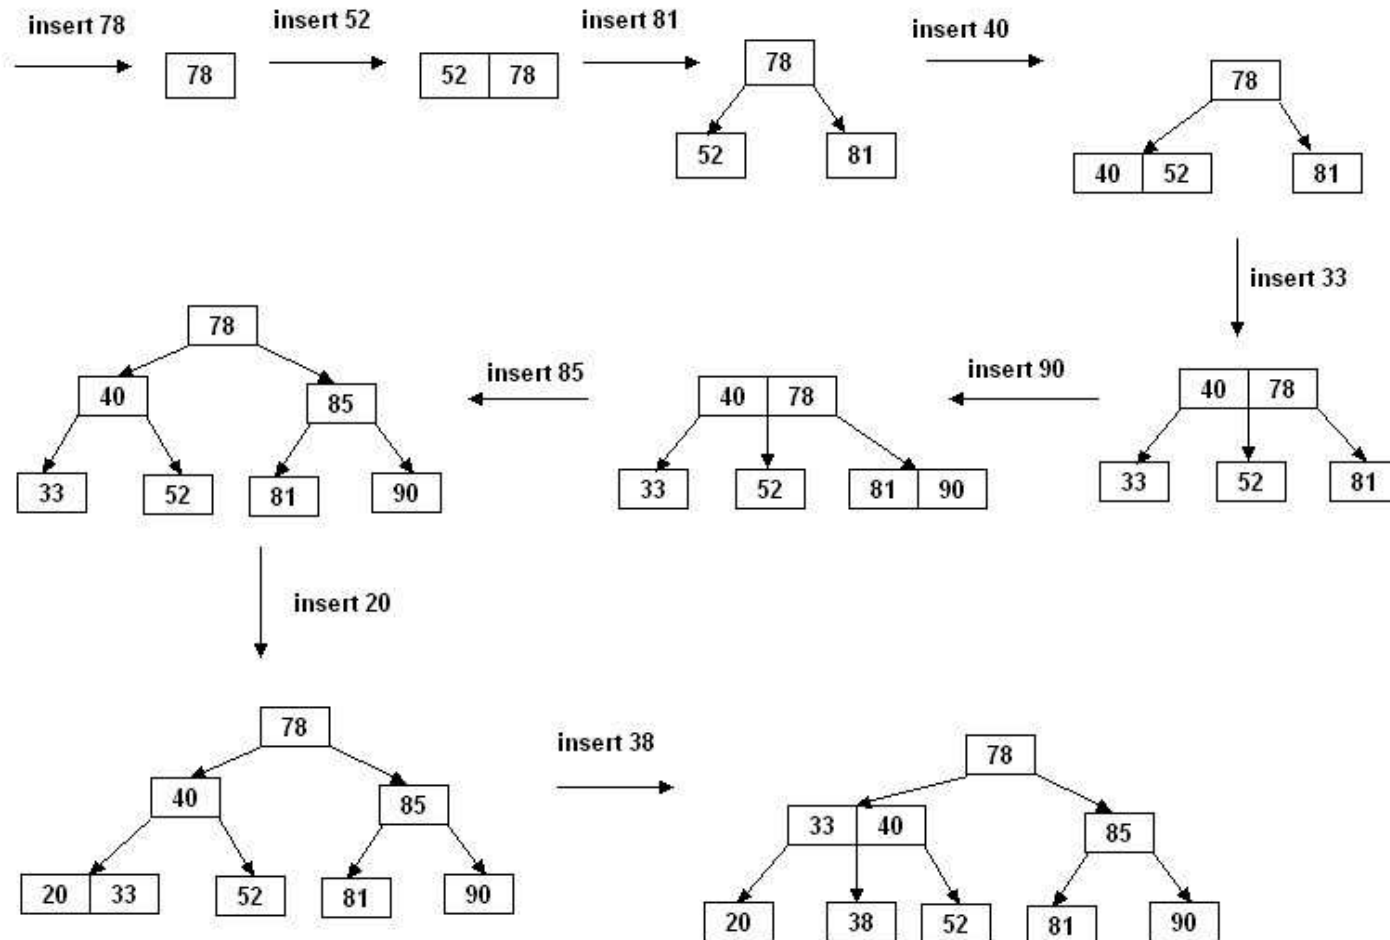 insert 78
78
insert 52
52 78
insert 81
78
52 81
insert 40
78
40 52 81
insert 33
40 78
33 52 81
insert 90
40 78
33 52 81 90
insert 85
78
40 85
33 52 81 90
insert 20
78
40 85
20 33 52 81 90
insert 38
78
33 40 85
20 38 52 81 90